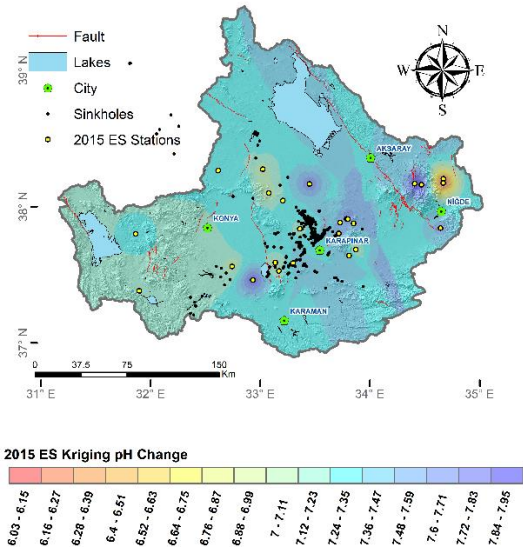 Fault
Lakes
City
Sinkholes
2015 ES Stations
N
W E
S
39° N
38° N
37° N
AKSARAY
NİĞDE
KONYA
KARAPINAR
KARAMAN
0 37.5 75 150
Km
31° E 32° E 33° E 34° E 35° E
2015 ES Kriging pH Change
6.03 - 6.15
6.16 - 6.27
6.28 - 6.39
6.4 - 6.51
6.52 - 6.63
6.64 - 6.75
6.76 - 6.87
6.88 - 6.99
7 - 7.11
7.12 - 7.23
7.24 - 7.35
7.36 - 7.47
7.48 - 7.59
7.6 - 7.71
7.72 - 7.83
7.84 - 7.95